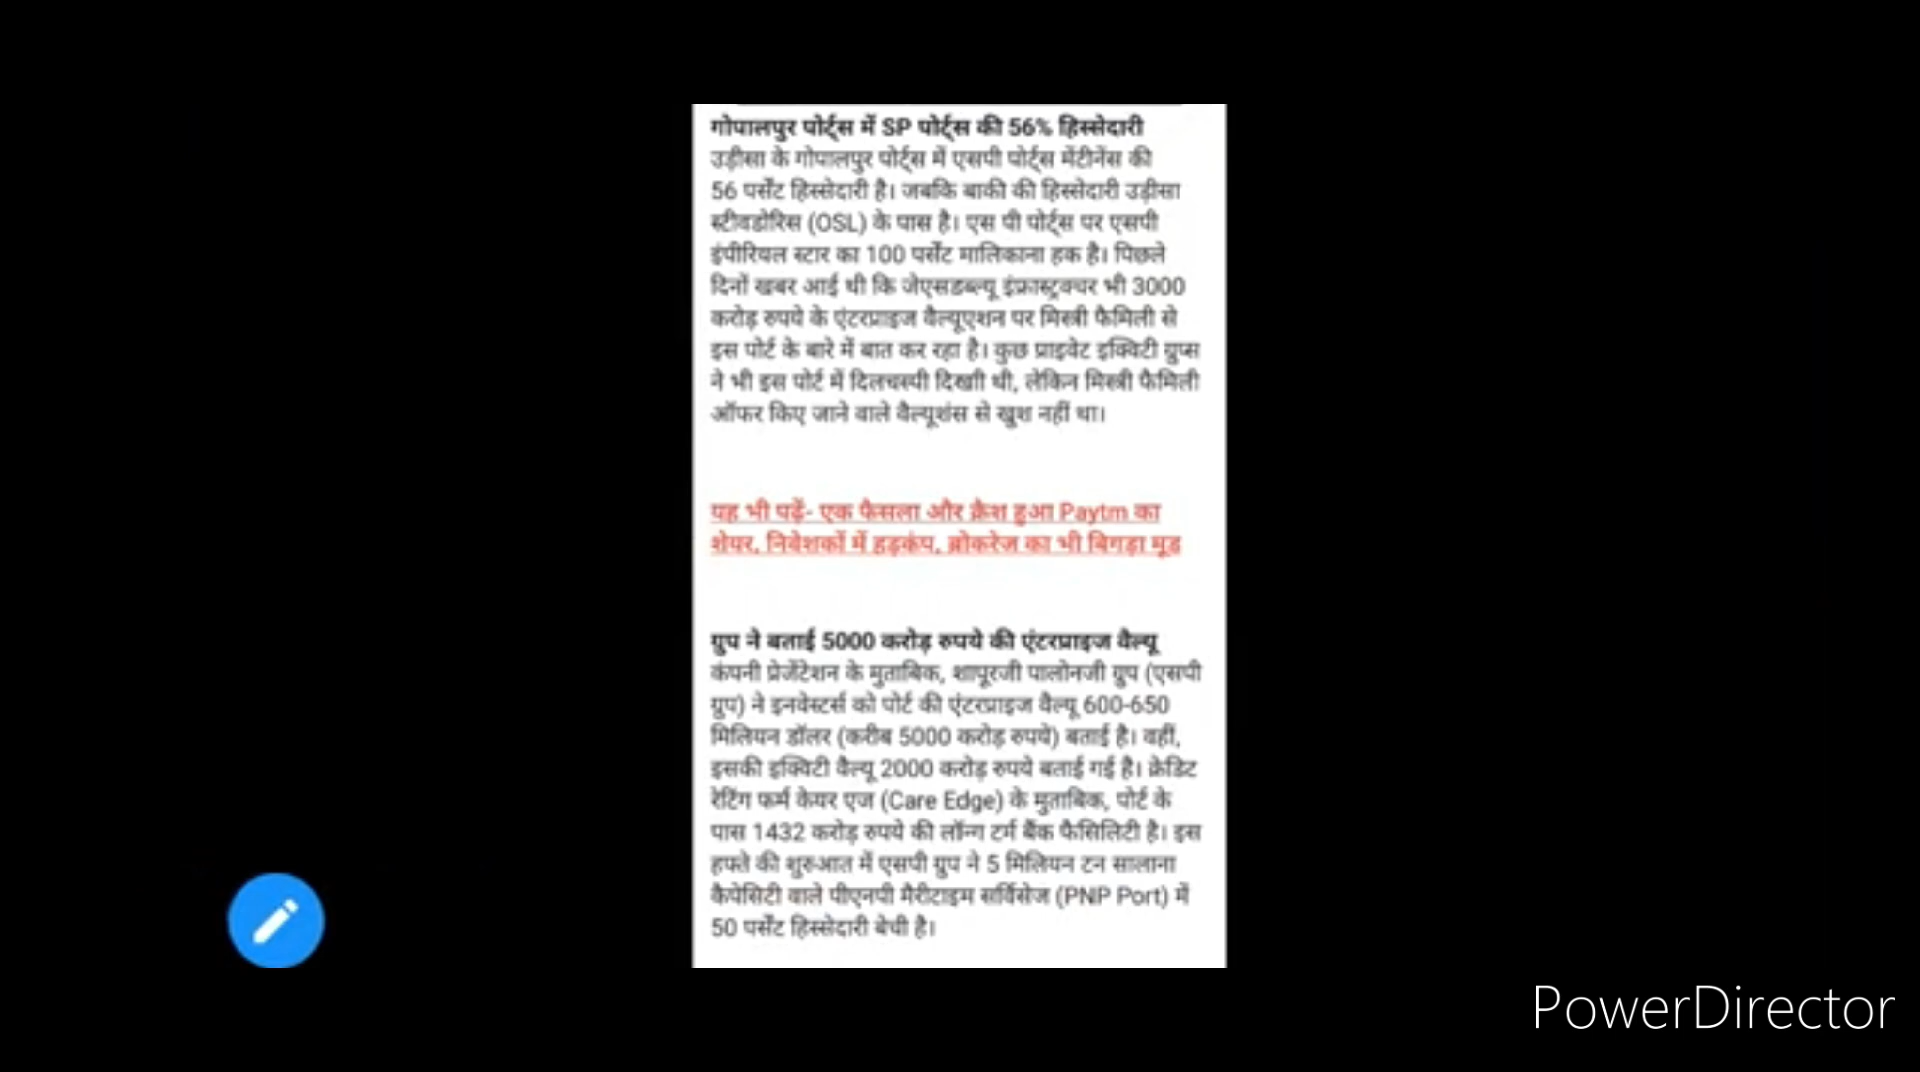 गोपालपुर पोर्ट्स में SP पोर्ट्स की 56% हिस्सेदारी
उड़ीसा के गोपालपुर पोर्ट्स में एसपी पोर्ट्स मेंटीनेंस की
56 पर्सेंट हिस्सेदारी है। जबकि बाकी की हिस्सेदारी उड़ीसा
स्टीवडोरिस (OSL) के पास है। एस पी पोर्ट्स पर एसपी
इंपीरियल स्टार का 100 पर्सेंट मालिकाना हक है। पिछले
दिनों खबर आई थी कि जेएसडब्ल्यू इंफ्रास्ट्रक्चर भी 3000
करोड़ रुपये के एंटरप्राइज वैल्यूएशन पर मिस्त्री फैमिली से
इस पोर्ट के बारे में बात कर रहा है। कुछ प्राइवेट इक्विटी ग्रुप्स
ने भी इस पोर्ट में दिलचस्पी दिखाी थी, लेकिन मिस्त्री फैमिली
ऑफर किए जाने वाले वैल्यूशंस से खुश नहीं था।
यह भी पढ़ें- एक फैसला और क्रैश हुआ Paytm का
शेयर, निवेशकों में हड़कंप, ब्रोकरेज का भी बिगड़ा मूड
ग्रुप ने बताई 5000 करोड़ रुपये की एंटरप्राइज वैल्यू
कंपनी प्रेजेंटेशन के मुताबिक, शापूरजी पालोनजी ग्रुप (एसपी
ग्रुप) ने इनवेस्टर्स को पोर्ट की एंटरप्राइज वैल्यू 600-650
मिलियन डॉलर (करीब 5000 करोड़ रुपये) बताई है। वहीं,
इसकी इक्विटी वैल्यू 2000 करोड़ रुपये बताई गई है। क्रेडिट
रेटिंग फर्म केयर एज (Care Edge) के मुताबिक, पोर्ट के
पास 1432 करोड़ रुपये की लॉन्ग टर्म बैंक फैसिलिटी है। इस
हफ्ते की शुरुआत में एसपी ग्रुप ने 5 मिलियन टन सालाना
कैपेसिटी वाले पीएनपी मैरीटाइम सर्विसेज (PNP Port) में
50 पर्सेंट हिस्सेदारी बेची है।
PowerDirector